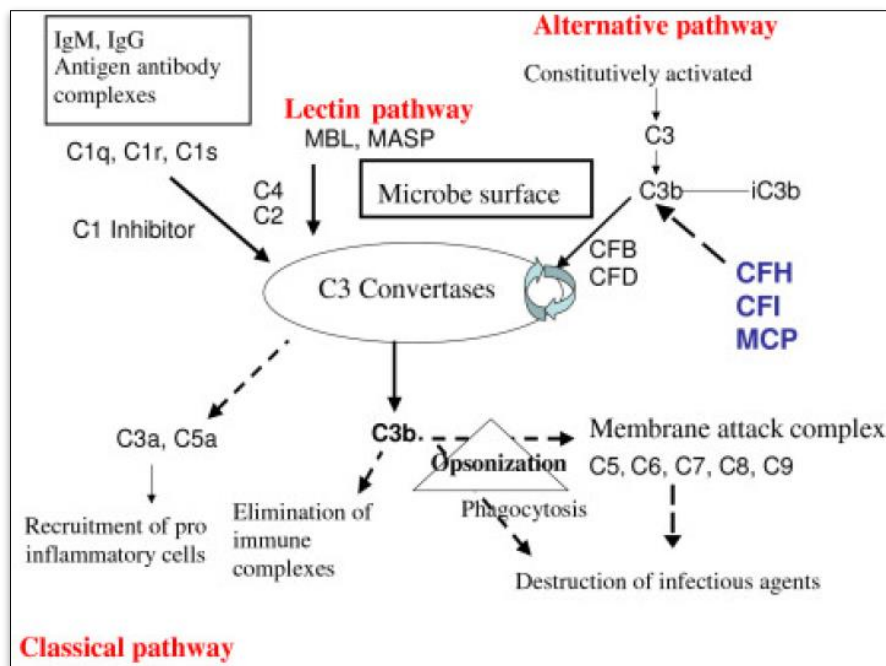 IgM, IgG
Antigen antibody
complexes
C1q, C1r, C1s
C1 Inhibitor
Lectin pathway
MBL, MASP
C4
C2
Microbe surface
Alternative pathway
Constitutively activated
C3
C3b
iC3b
CFB
CFD
CFH
CFI
MCP
C3 Convertases
C3a, C5a
Recruitment of pro
inflammatory cells
C3b
Elimination of
immune
complexes
Opsonization
Phagocytosis
Membrane attack complex
C5, C6, C7, C8, C9
Destruction of infectious agents
Classical pathway